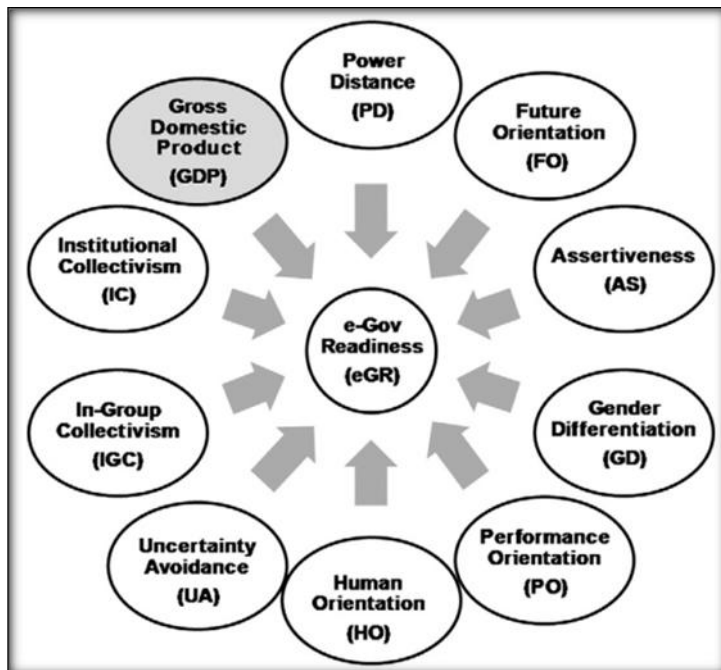 Power
Distance
(PD)
Gross
Domestic
Product
(GDP)
Future
Orientation
(FO)
Institutional
Collectivism
(IC)
Assertiveness
(AS)
e-Gov
Readiness
(eGR)
In-Group
Collectivism
(IGC)
Gender
Differentiation
(GD)
Uncertainty
Avoidance
(UA)
Human
Orientation
(HO)
Performance
Orientation
(PO)